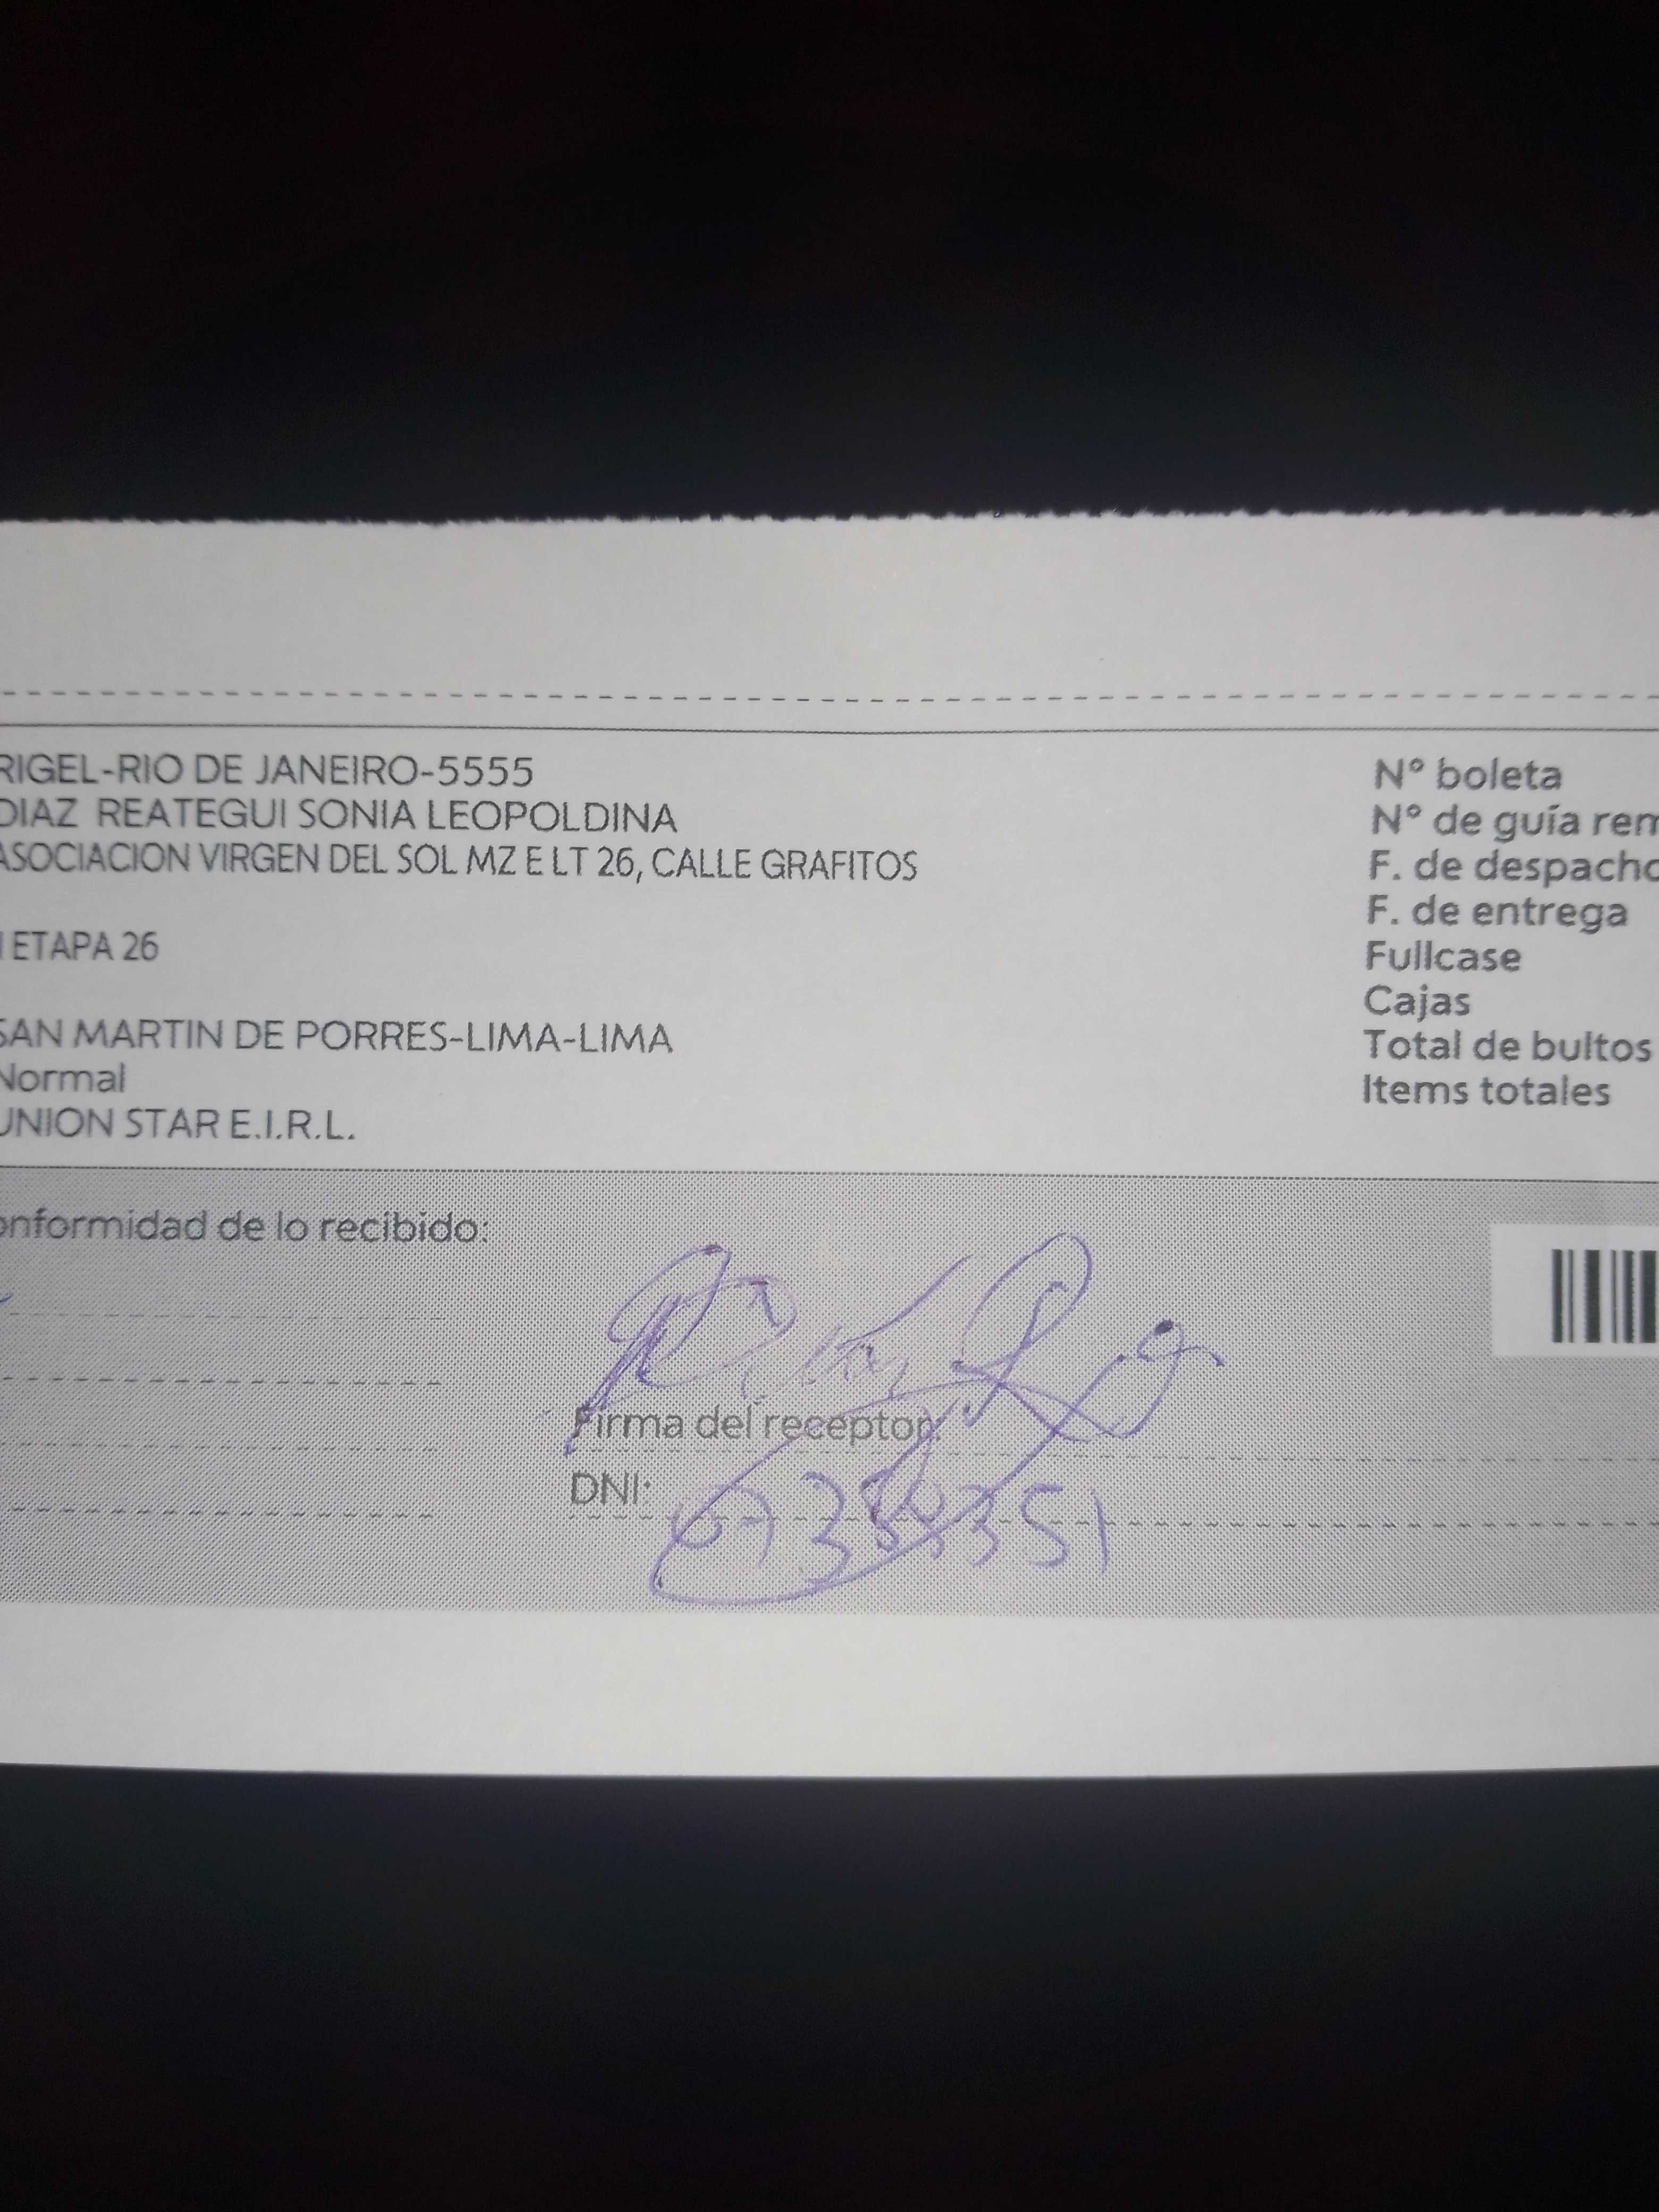 RIGEL-RIO DE JANEIRO-5555
DIAZ REATEGUI SONIA LEOPOLDINA
ASOCIACION VIRGEN DEL SOL MZ E LT 26, CALLE GRAFITOS
I ETAPA 26
SAN MARTIN DE PORRES-LIMA-LIMA
Normal
UNION STAR E.I.R.L.
Nº boleta
Nº de guía rem
F. de despacho
F. de entrega
Fullcase
Cajas
Total de bultos
Items totales
onformidad de lo recibido:
Firma del receptor:
DNI: